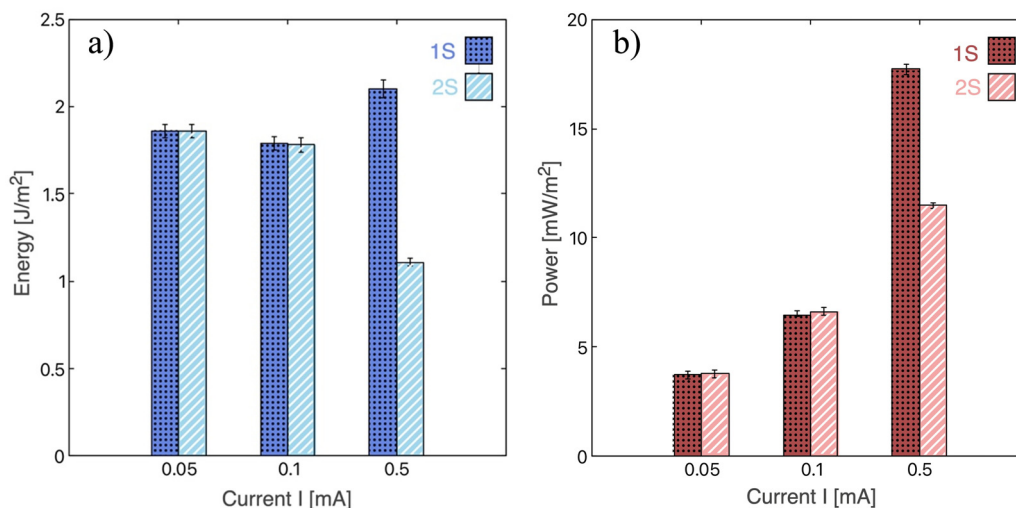 a)
1S
2S
2.5
2
1.5
1
0.5
0
Energy [J/m²]
0.05 0.1 0.5
Current I [mA]
b)
1S
2S
20
15
10
5
0
Power [mW/m²]
0.05 0.1 0.5
Current I [mA]